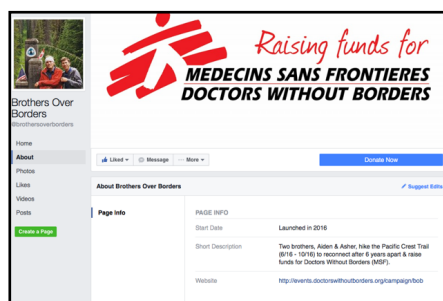 Raising funds for
MEDECINS SANS FRONTIERES
DOCTORS WITHOUT BORDERS
Brothers Over
Borders
@brothersoverborders
Home
About
Photos
Likes
Videos
Posts
Create a Page
Liked
Message
More
Donate Now
About Brothers Over Borders
Suggest Edits
Page Info
PAGE INFO
Start Date
Launched in 2016
Short Description
Two brothers, Aiden & Asher, hike the Pacific Crest Trail
(6/16 - 10/16) to reconnect after 6 years apart & raise
funds for Doctors Without Borders (MSF).
Website
http://events.doctorswithoutborders.org/campaign/bob